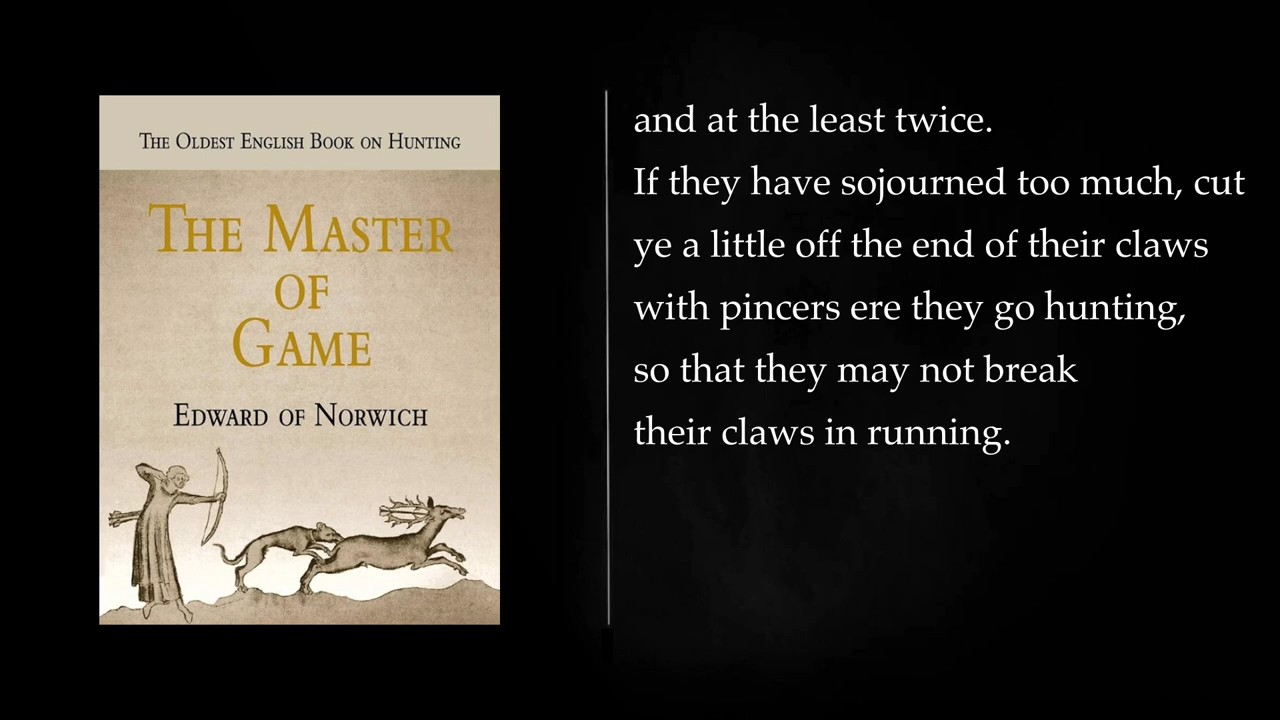 The Oldest English Book on Hunting
The Master
of
Game
Edward of Norwich
and at the least twice.
If they have sojourned too much, cut
ye a little off the end of their claws
with pincers ere they go hunting,
so that they may not break
their claws in running.